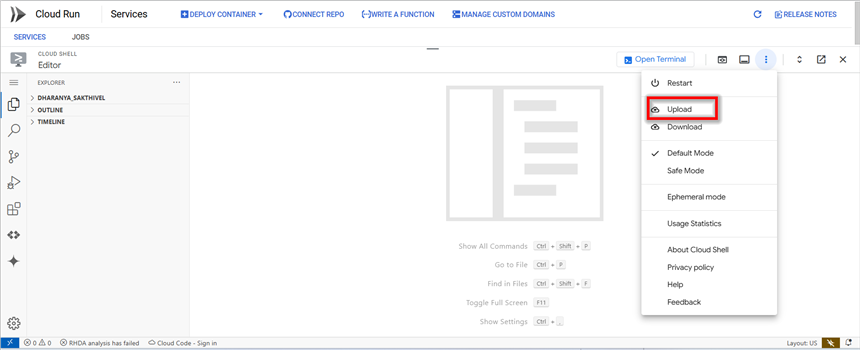 Cloud Run Services DEPLOY CONTAINER CONNECT REPO WRITE A FUNCTION MANAGE CUSTOM DOMAINS RELEASE NOTES
SERVICES JOBS
CLOUD SHELL
Editor
Open Terminal
EXPLORER
DHARANYA_SAKTHIVEL
OUTLINE
TIMELINE
Show All Commands Ctrl + Shift + P
Go to File Ctrl + P
Find in Files Ctrl + Shift + F
Toggle Full Screen F11
Show Settings Ctrl + ,
Restart
Upload
Download
Default Mode
Safe Mode
Ephemeral mode
Usage Statistics
About Cloud Shell
Privacy policy
Help
Feedback
0 0 RHDA analysis has failed Cloud Code - Sign in Layout: US